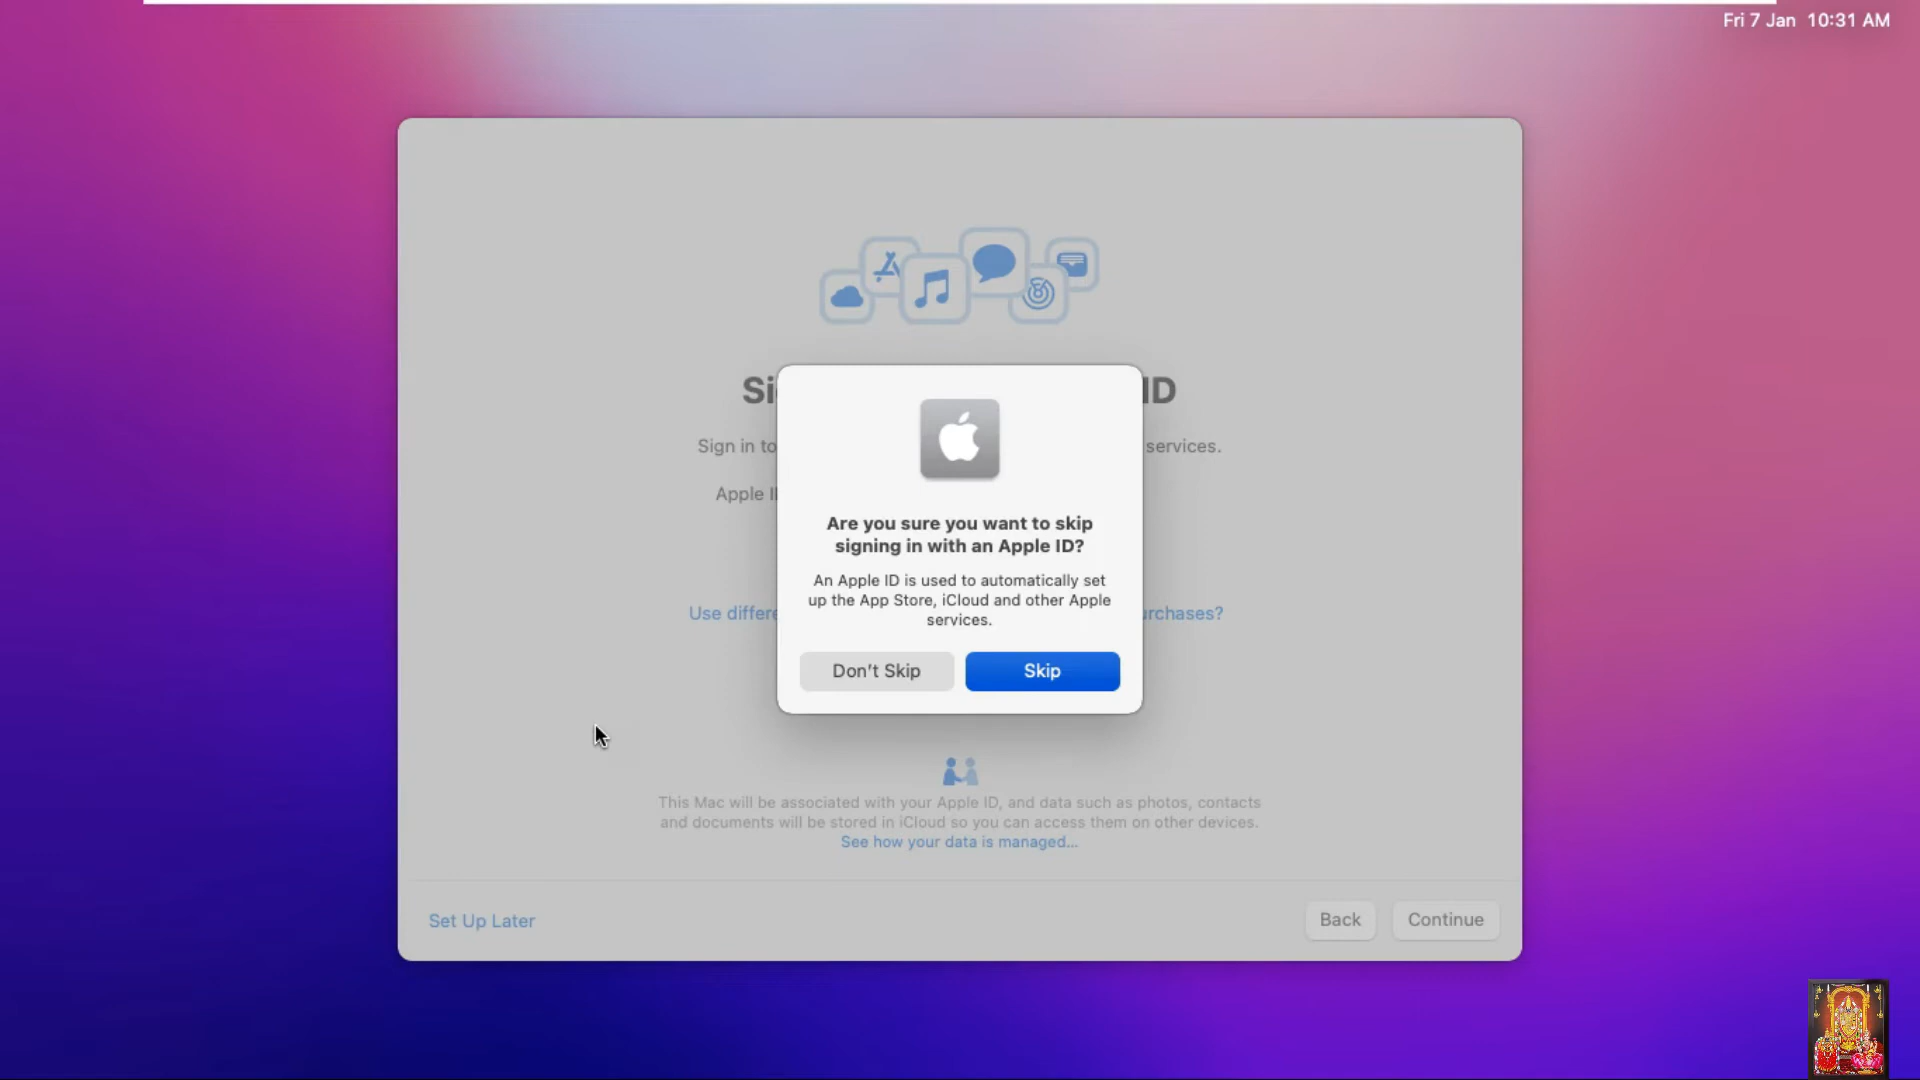 Fri 7 Jan 10:31 AM
Si
ID
Sign in to
services.
Apple I
Are you sure you want to skip
signing in with an Apple ID?
An Apple ID is used to automatically set
up the App Store, iCloud and other Apple
services.
Use differe
rchases?
Don't Skip
Skip
This Mac will be associated with your Apple ID, and data such as photos, contacts
and documents will be stored in iCloud so you can access them on other devices.
See how your data is managed...
Set Up Later
Back
Continue